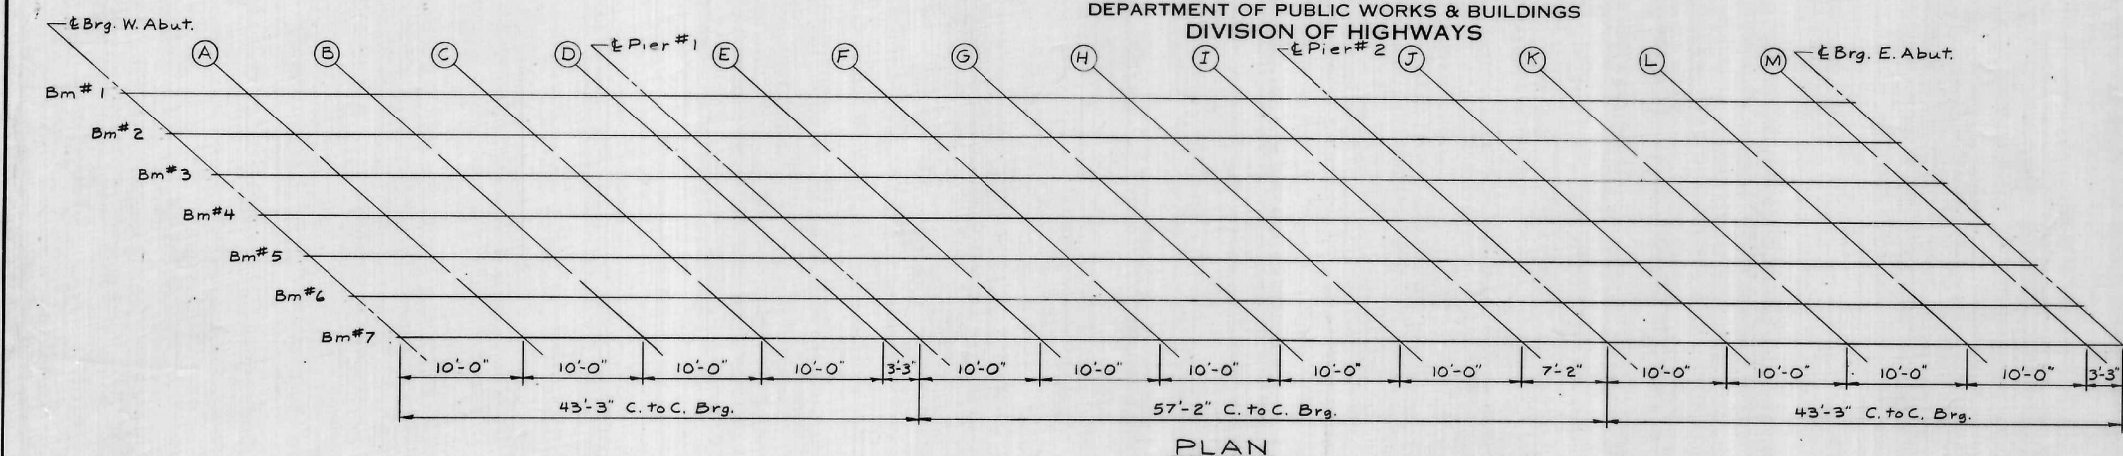 DEPARTMENT OF PUBLIC WORKS & BUILDINGS
DIVISION OF HIGHWAYS
℄ Brg. W. Abut.
A
B
C
D
℄ Pier #1
E
F
G
H
I
℄ Pier #2
J
K
L
M
℄ Brg. E. Abut.
Bm #1
Bm #2
Bm #3
Bm #4
Bm #5
Bm #6
Bm #7
10'-0" 10'-0" 10'-0" 10'-0" 3'-3" 10'-0" 10'-0" 10'-0" 10'-0" 10'-0" 7'-2" 10'-0" 10'-0" 10'-0" 10'-0" 3'-3"
43'-3" C. to C. Brg. 57'-2" C. to C. Brg. 43'-3" C. to C. Brg.
PLAN